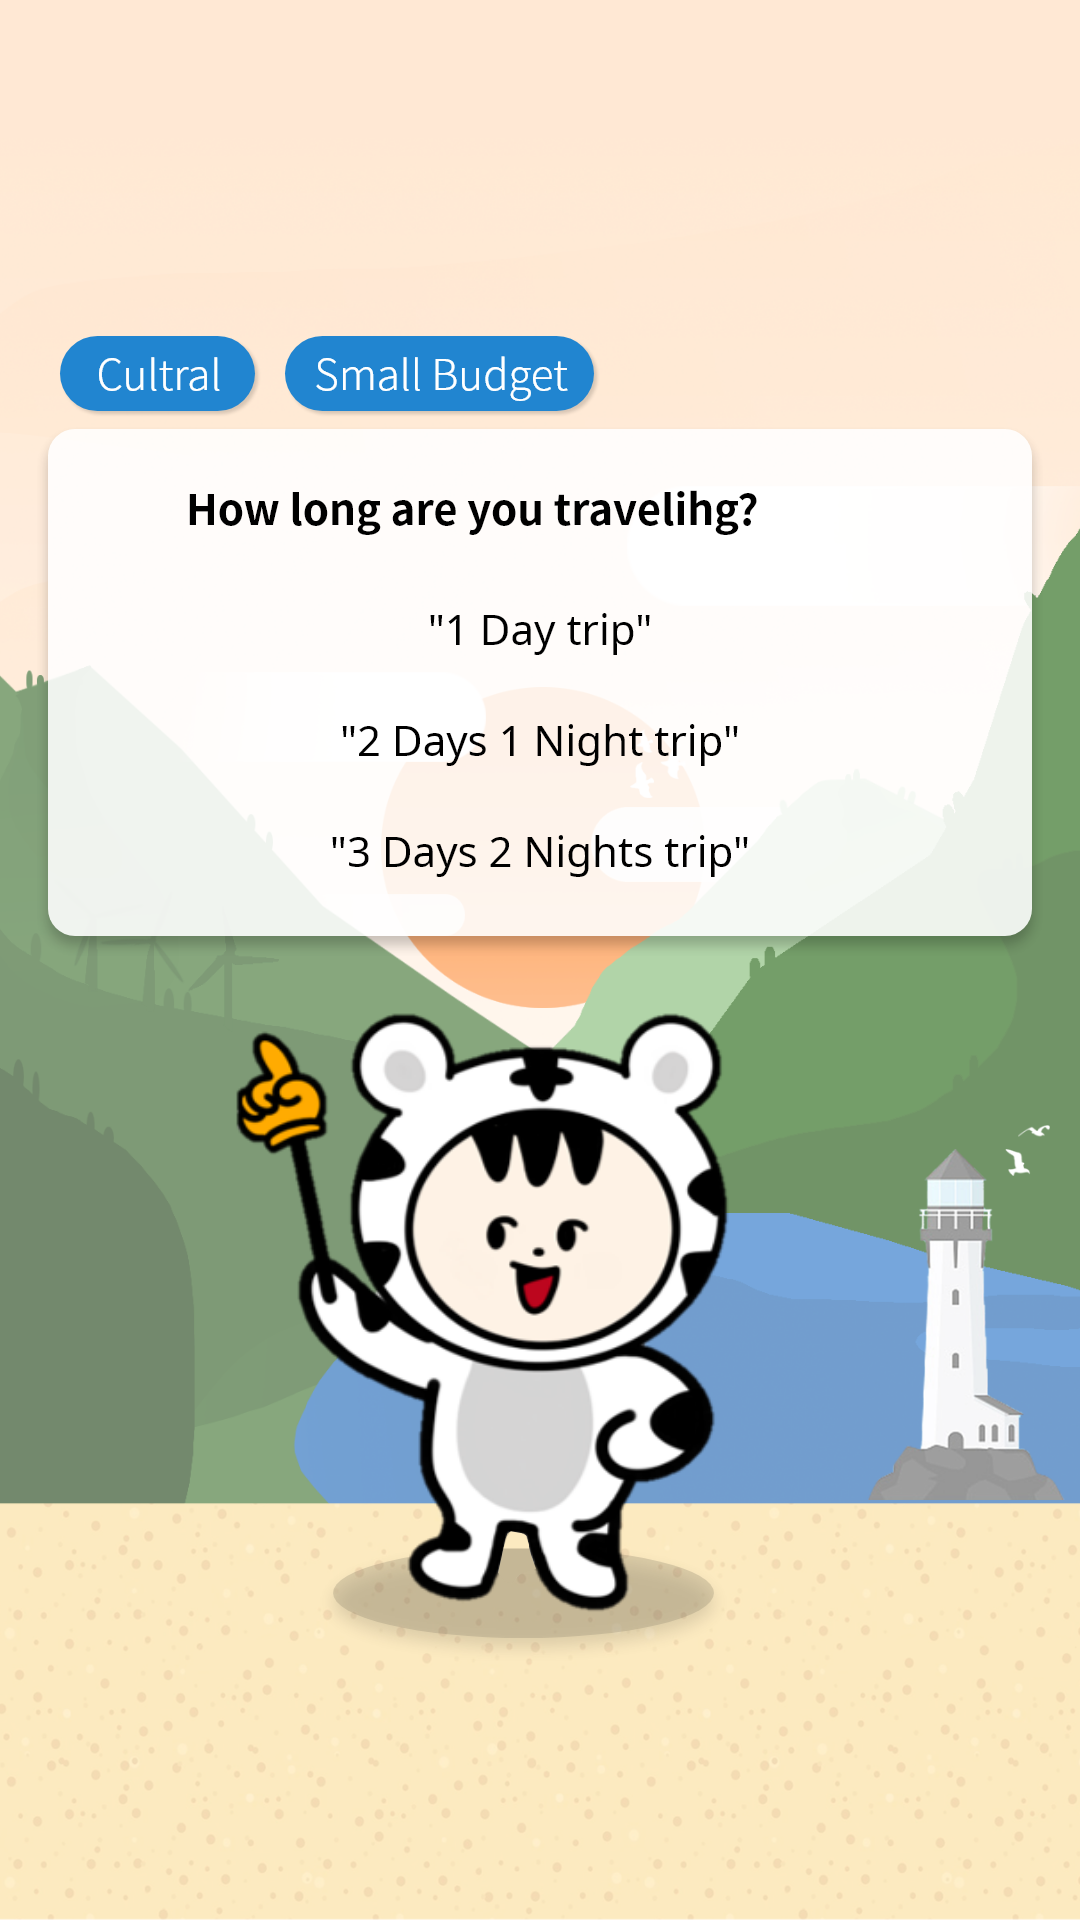 Cultral Small Budget
How long are you travelihg?
"1 Day trip"
"2 Days 1 Night trip"
"3 Days 2 Nights trip"